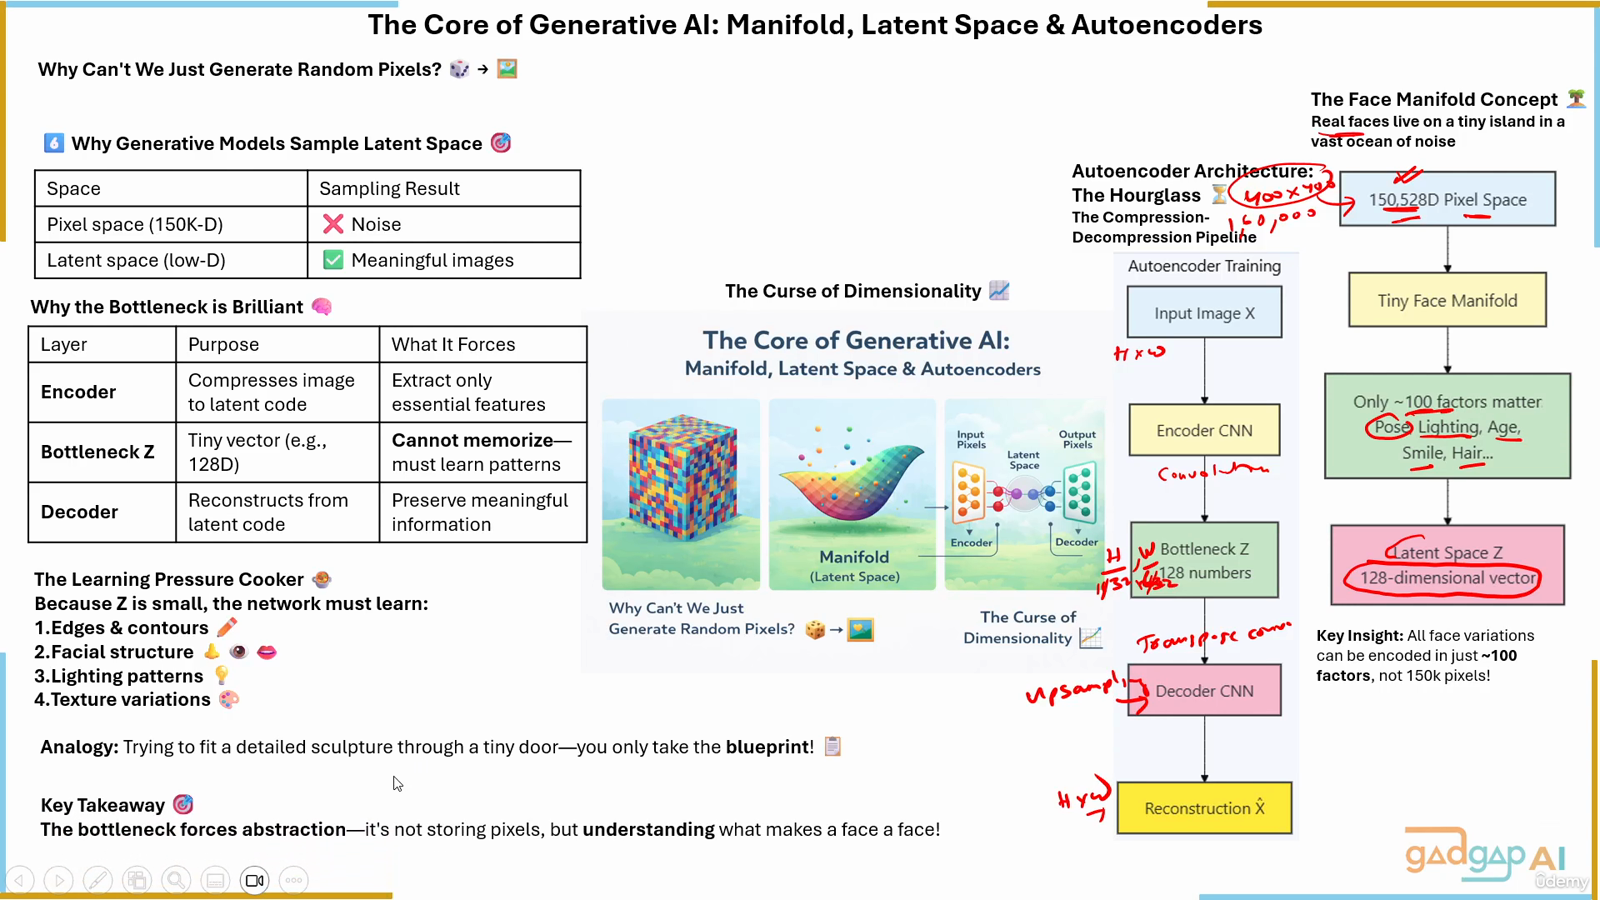 The Core of Generative AI: Manifold, Latent Space & Autoencoders
Why Can't We Just Generate Random Pixels? 🎲 → 🖼️
6 Why Generative Models Sample Latent Space 🎯
Space Sampling Result
Pixel space (150K-D) ❌ Noise
Latent space (low-D) ✅ Meaningful images
Why the Bottleneck is Brilliant 🧠
Layer Purpose What It Forces
Encoder Compresses image to latent code Extract only essential features
Bottleneck Z Tiny vector (e.g., 128D) Cannot memorize—must learn patterns
Decoder Reconstructs from latent code Preserve meaningful information
The Learning Pressure Cooker
Because Z is small, the network must learn:
1.Edges & contours
2.Facial structure 👃 👁️ 👄
3.Lighting patterns 💡
4.Texture variations 🎨
Analogy: Trying to fit a detailed sculpture through a tiny door—you only take the blueprint! 📋
Key Takeaway 🎯
The bottleneck forces abstraction—it's not storing pixels, but understanding what makes a face a face!
The Curse of Dimensionality 📈
The Core of Generative AI:
Manifold, Latent Space & Autoencoders
Input
Pixels
Latent
Space
Output
Pixels
Encoder
Decoder
Manifold
(Latent Space)
Why Can't We Just
Generate Random Pixels? 🎲 → 🖼️
The Curse of
Dimensionality 📈
Autoencoder Architecture:
The Hourglass ⏳
The Compression-
Decompression Pipeline
400 x 400
1,60,000
Autoencoder Training
Input Image X
H x W
Encoder CNN
Convolution
Bottleneck Z
128 numbers
H , W
1/32
Transpose conv
Upsampling
Decoder CNN
H x W
Reconstruction X̂
The Face Manifold Concept 🏝️
Real faces live on a tiny island in a
vast ocean of noise
150,528D Pixel Space
Tiny Face Manifold
Only ~100 factors matter
Pose, Lighting, Age,
Smile, Hair...
Latent Space Z
128-dimensional vector
Key Insight: All face variations
can be encoded in just ~100
factors, not 150k pixels!
gadgap AI
ûdemy